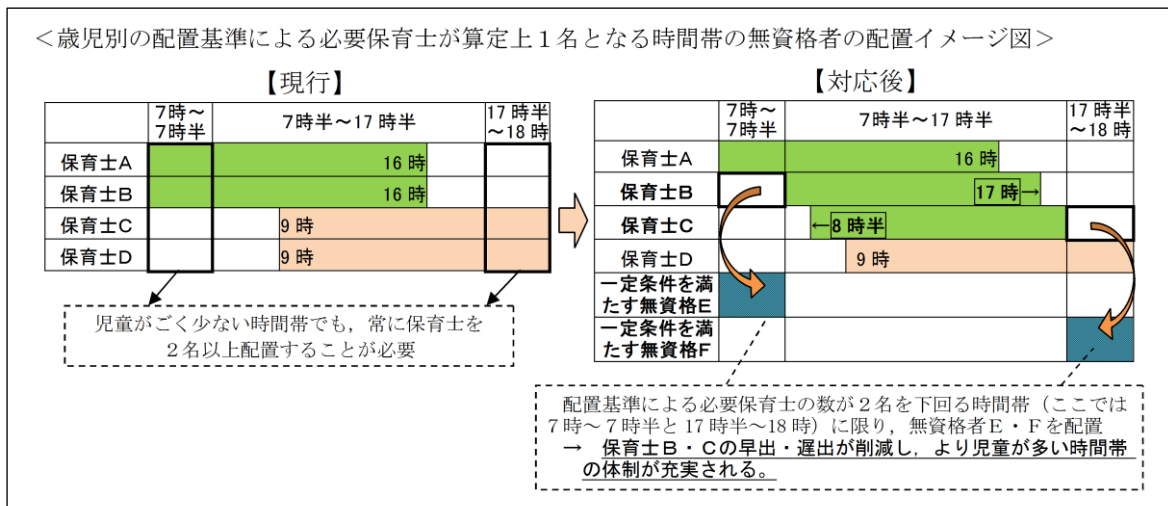 ＜歳児別の配置基準による必要保育士が算定上１名となる時間帯の無資格者の配置イメージ図＞
【現行】
7時～
7時半
7時半～17時半
17時半
～18時
保育士A
16時
保育士B
16時
保育士C
9時
保育士D
9時
児童がごく少ない時間帯でも，常に保育士を
２名以上配置することが必要
【対応後】
7時～
7時半
7時半～17時半
17時半
～18時
保育士A
16時
保育士B
17時→
保育士C
←8時半
保育士D
9時
一定条件を満
たす無資格E
一定条件を満
たす無資格F
配置基準による必要保育士の数が２名を下回る時間帯（ここでは
７時～７時半と17時半～18時）に限り，無資格者Ｅ・Ｆを配置
→ 保育士Ｂ・Ｃの早出・遅出が削減し，より児童が多い時間帯
の体制が充実される。